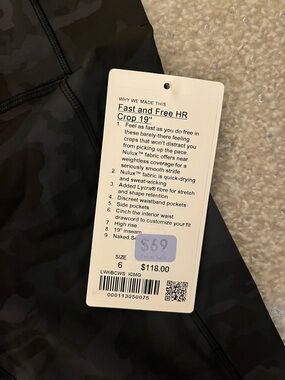 WHY WE MADE THIS
Fast and Free HR
Crop 19"
1. Feel as fast as you do free in
these barely-there feeling
crops that won't distract you
from picking up the pace.
Nulux™ fabric offers near
weightless coverage for a
seriously smooth stride
2. Nulux™ fabric is quick-drying
and sweat-wicking
3. Added Lycra® fibre for stretch
and shape retention
4. Discreet waistband pockets
5. Side pockets
6. Cinch the interior waist
drawcord to customize your fit
7. High rise
8. 19" inseam
9. Naked
$69
SIZE
6
$118.00
LW6BCWS ICMG
000113050075